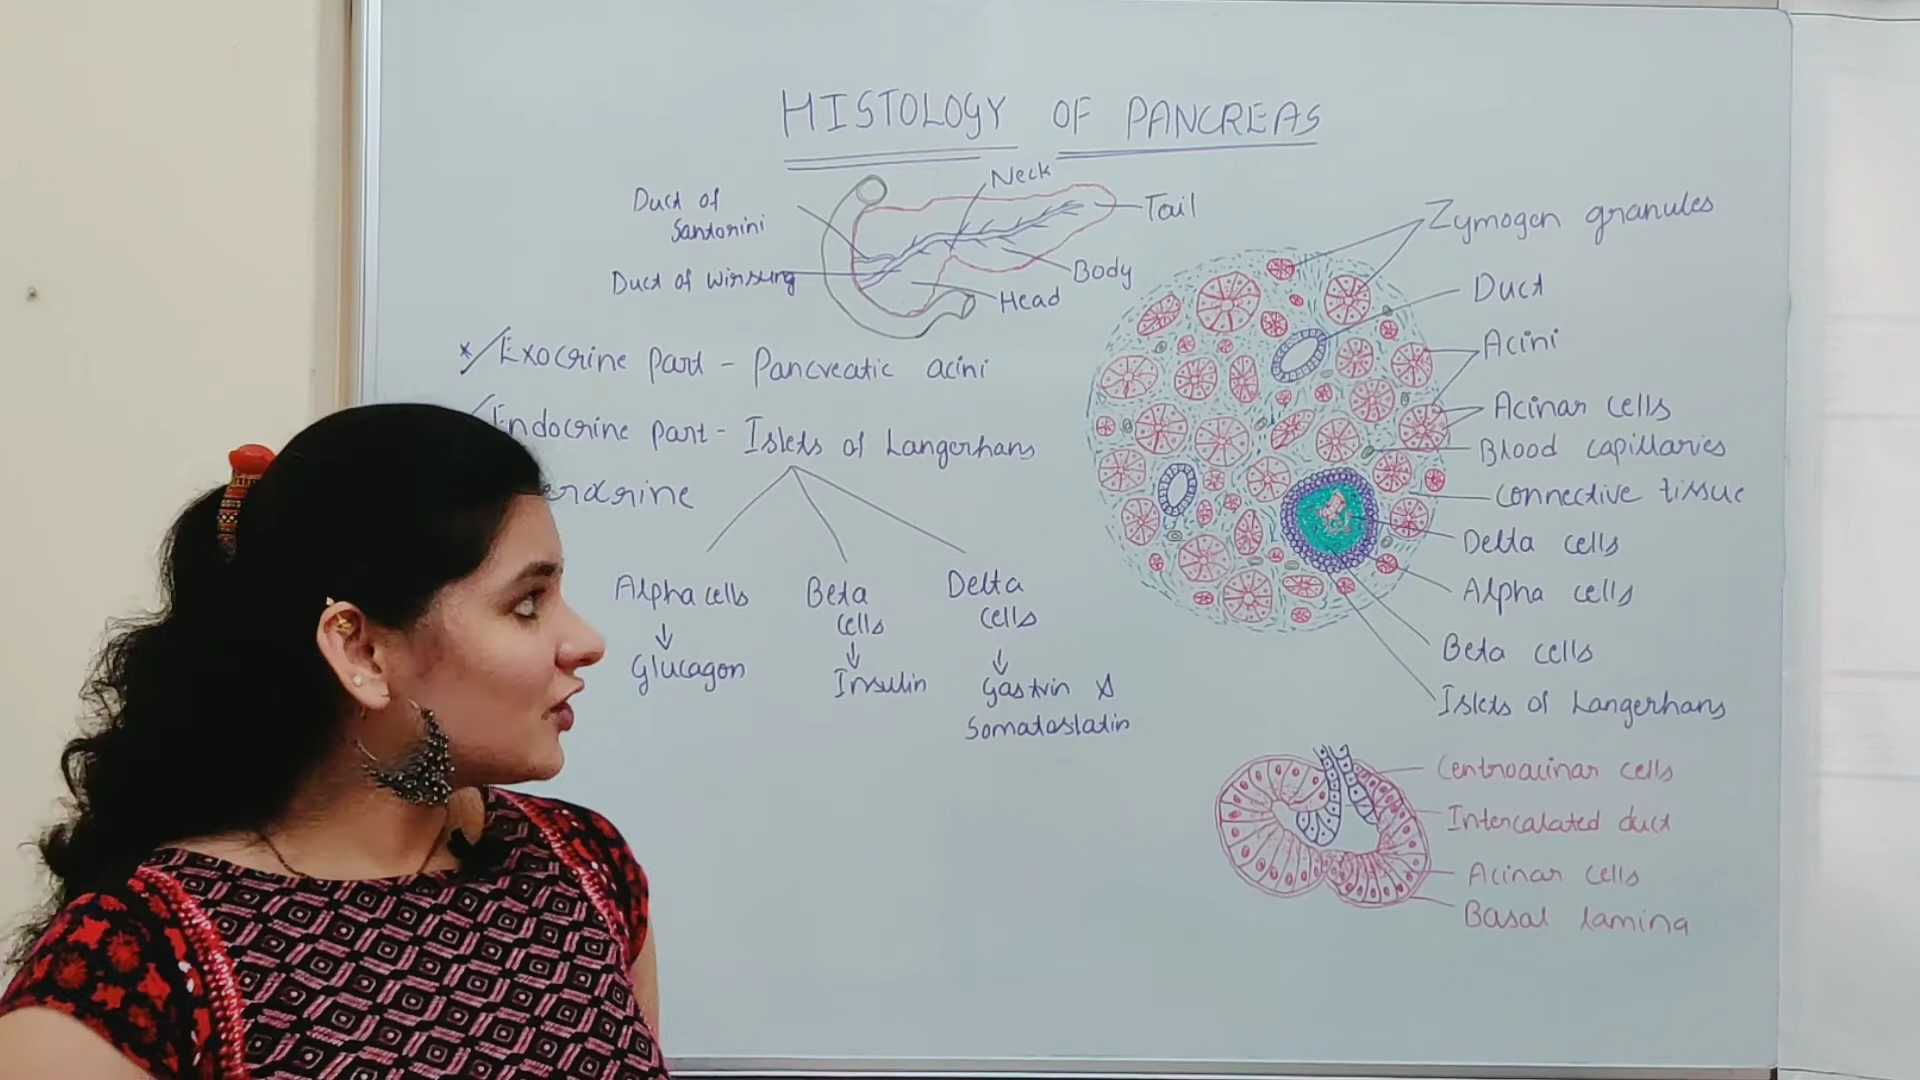 HISTOLOGY OF PANCREAS
Neck
Duct of
Santorini
Tail
Duct of Wirsung
Body
Head
* Exocrine part - Pancreatic acini
Endocrine part - Islets of Langerhans
Alpha cells
Beta
cells
Delta
cells
Glucagon
Insulin
Gastrin &
Somatostatin
Zymogen granules
Duct
Acini
Acinar cells
Blood capillaries
Connective tissue
Delta cells
Alpha cells
Beta cells
Islets of Langerhans
Centroacinar cells
Intercalated duct
Acinar cells
Basal lamina